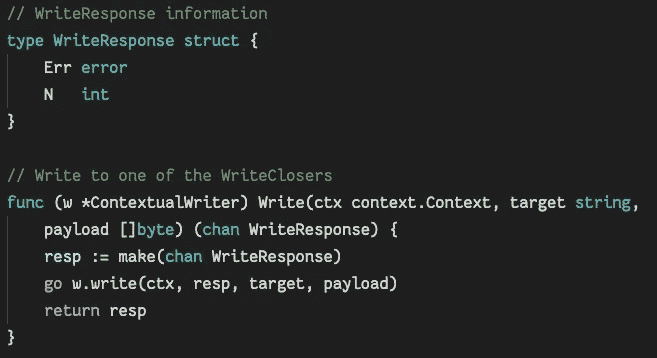 // WriteResponse information
type WriteResponse struct {
    Err error
    N   int
}

// Write to one of the WriteClosers
func (w *ContextualWriter) Write(ctx context.Context, target string,
    payload []byte) (chan WriteResponse) {
    resp := make(chan WriteResponse)
    go w.write(ctx, resp, target, payload)
    return resp
}